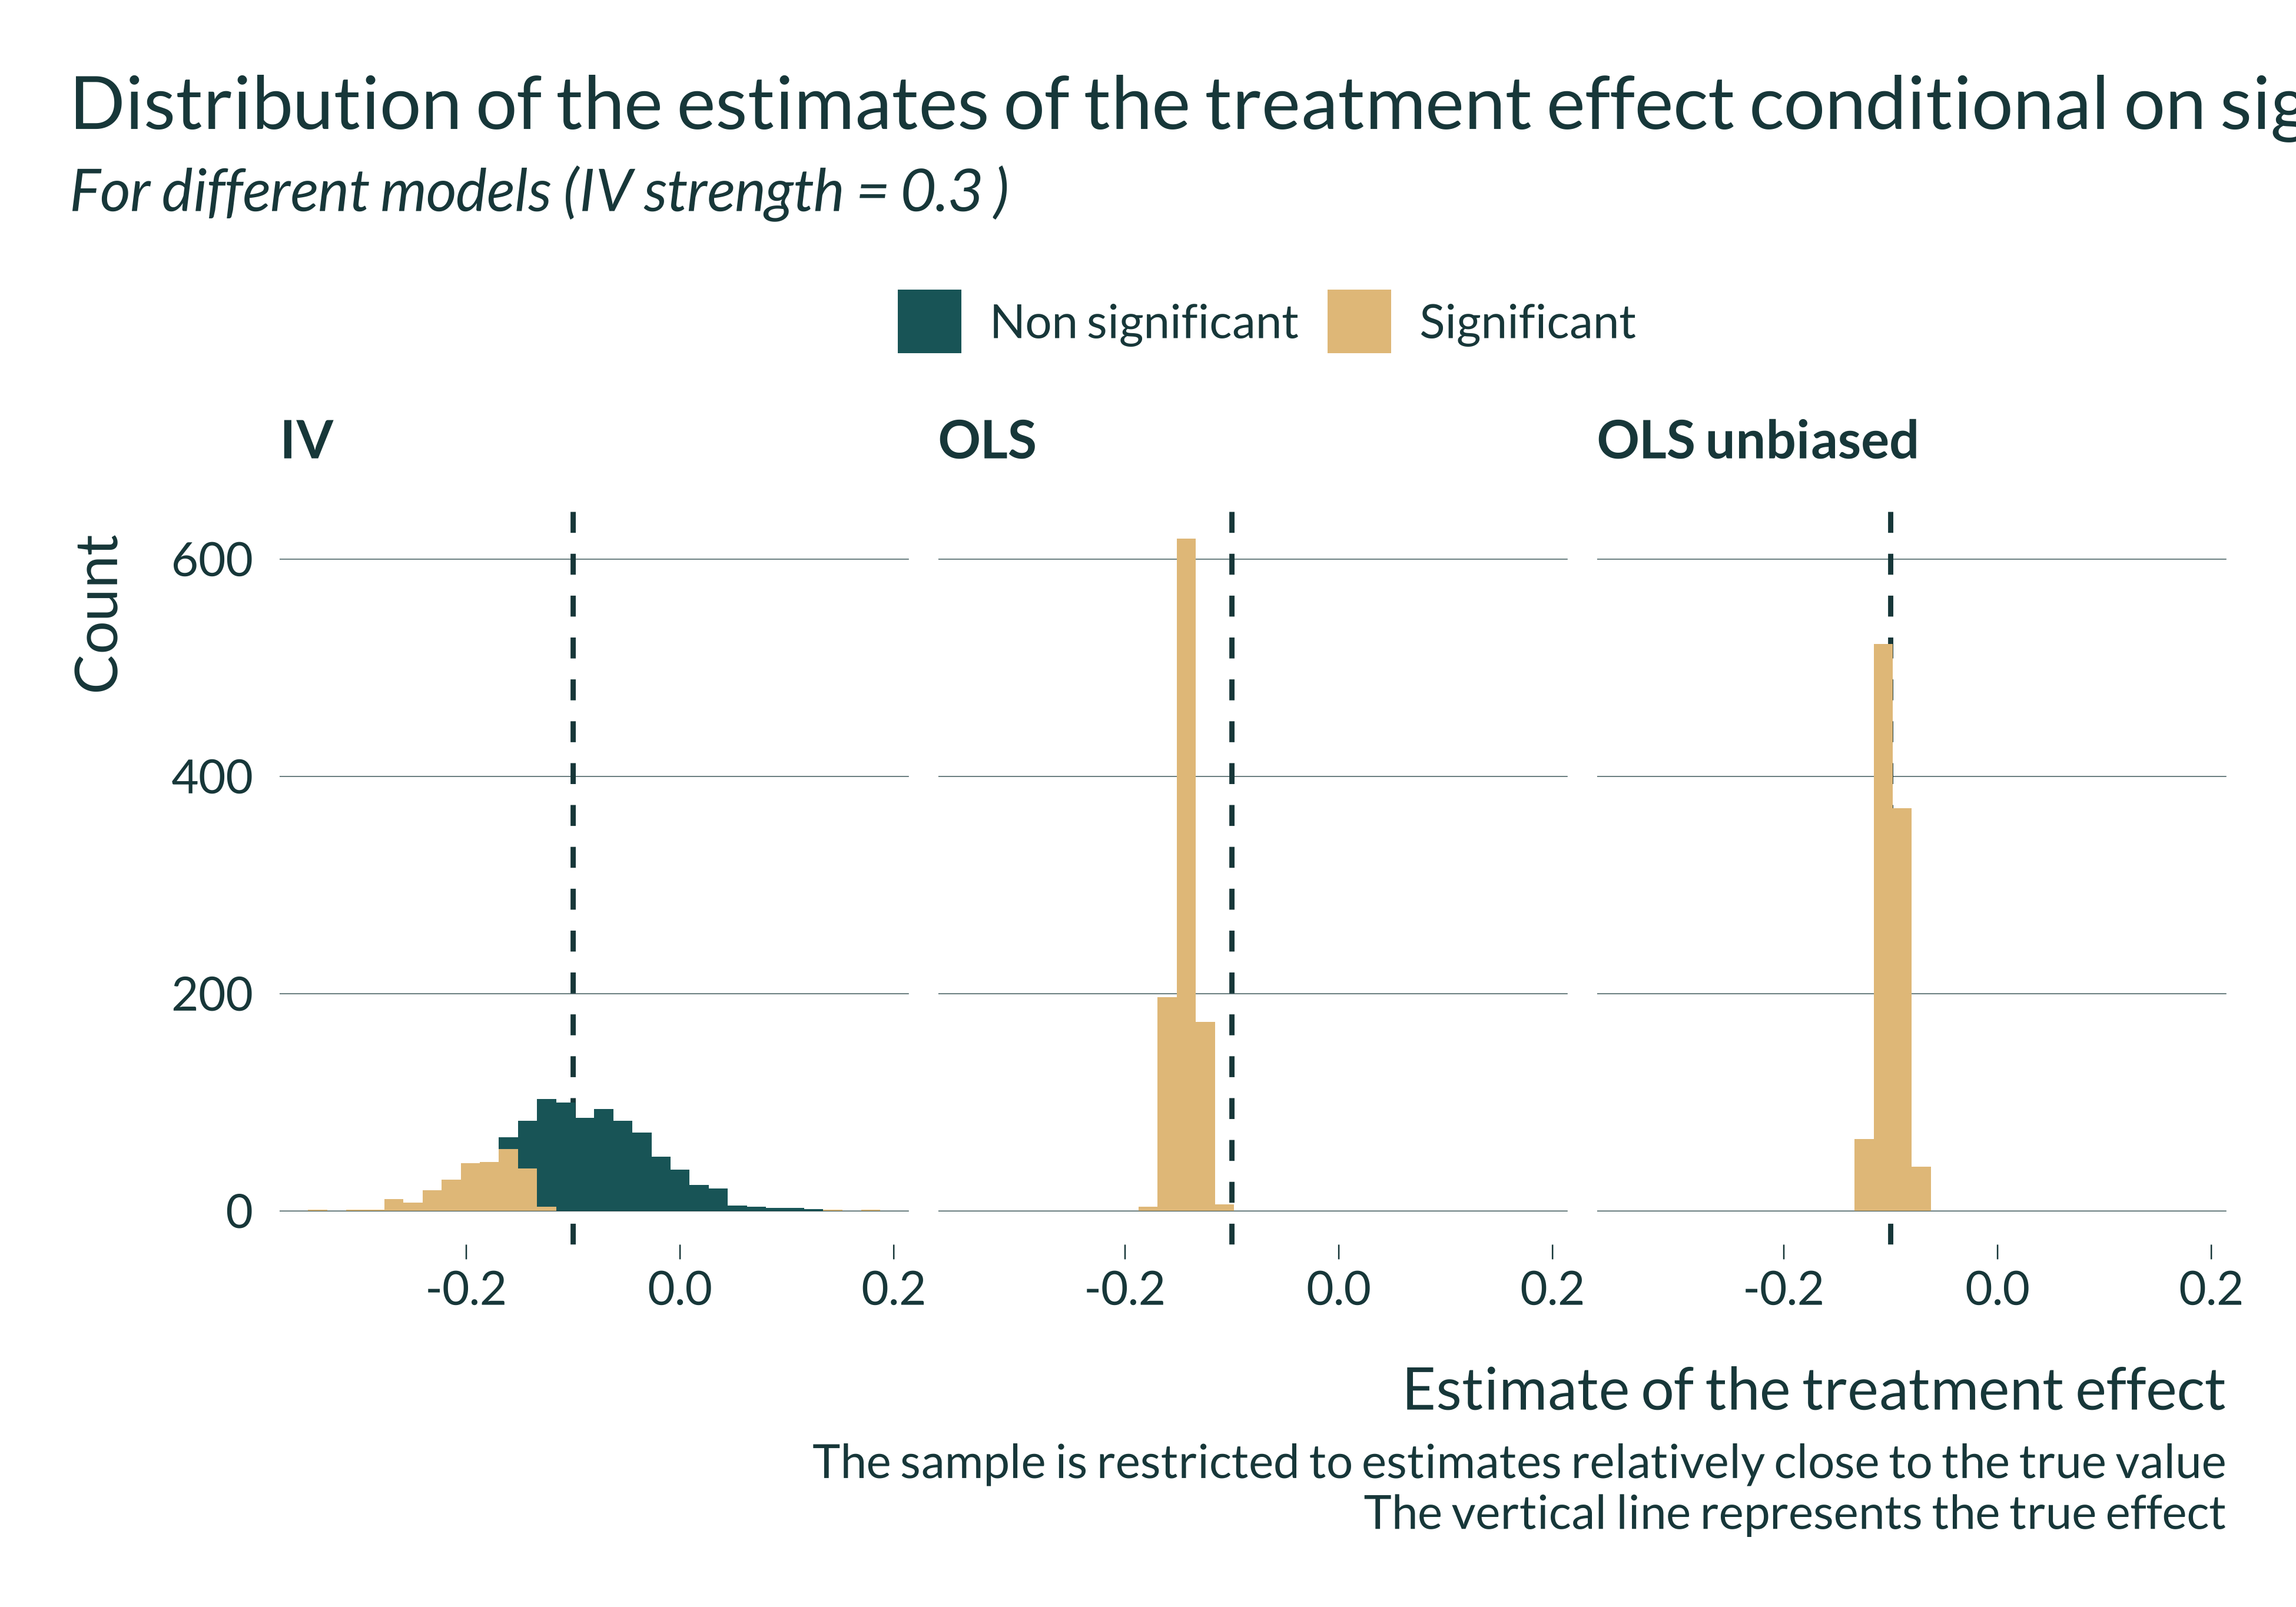 Distribution of the estimates of the treatment effect conditional on
For different models (IV strength = 0.3 )
Non significant Significant
IV OLS OLS unbiased
Count
600
400
200
0
-0.2 0.0 0.2 -0.2 0.0 0.2 -0.2 0.0 0.2
Estimate of the treatment effect
The sample is restricted to estimates relatively close to the true value
The vertical line represents the true effect